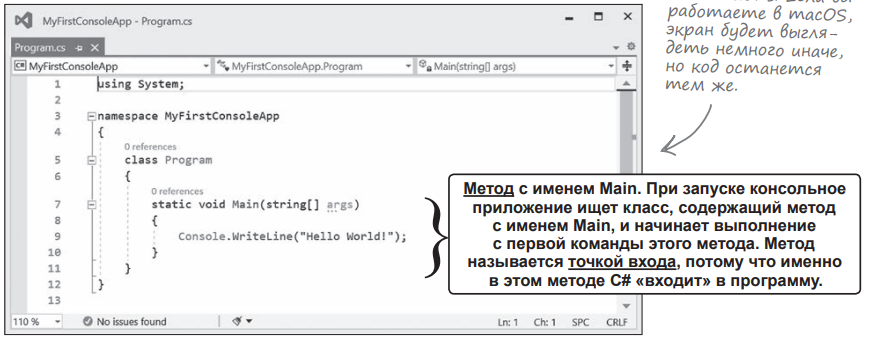 MyFirstConsoleApp - Program.cs
работаете в macOS,
экран будет выгля-
деть немного иначе,
но код останется
тем же.
Program.cs
MyFirstConsoleApp
MyFirstConsoleApp.Program
Main(string[] args)
1 using System;
2
3 namespace MyFirstConsoleApp
4 {
0 references
5 class Program
6 {
0 references
7 static void Main(string[] args)
8 {
9 Console.WriteLine("Hello World!");
10 }
11 }
12 }
13
Метод с именем Main. При запуске консольное
приложение ищет класс, содержащий метод
с именем Main, и начинает выполнение
с первой команды этого метода. Метод
называется точкой входа, потому что именно
в этом методе C# «входит» в программу.
110 %
No issues found
Ln: 1
Ch: 1
SPC
CRLF